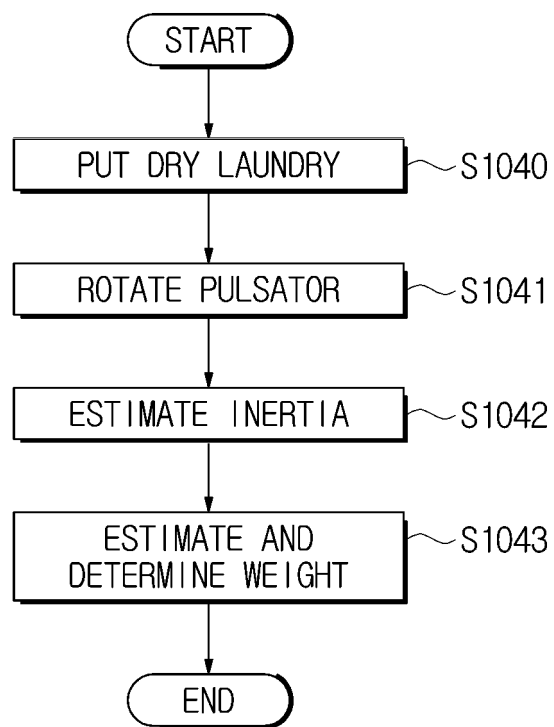 START
PUT DRY LAUNDRY
S1040
ROTATE PULSATOR
S1041
ESTIMATE INERTIA
S1042
ESTIMATE AND
DETERMINE WEIGHT
S1043
END